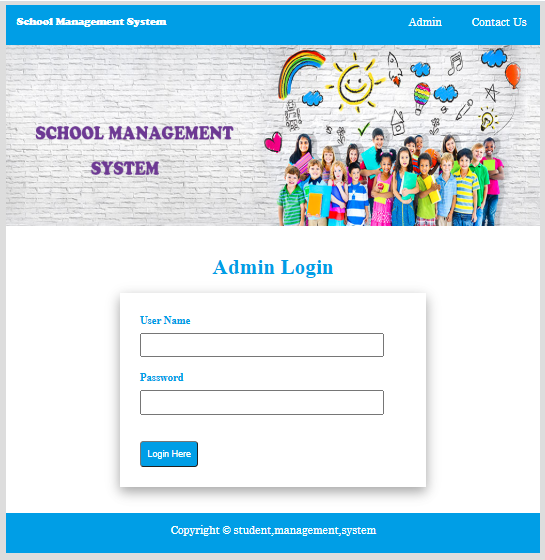 School Management System
Admin
Contact Us
SCHOOL MANAGEMENT
SYSTEM
Admin Login
User Name
Password
Login Here
Copyright © student,management,system